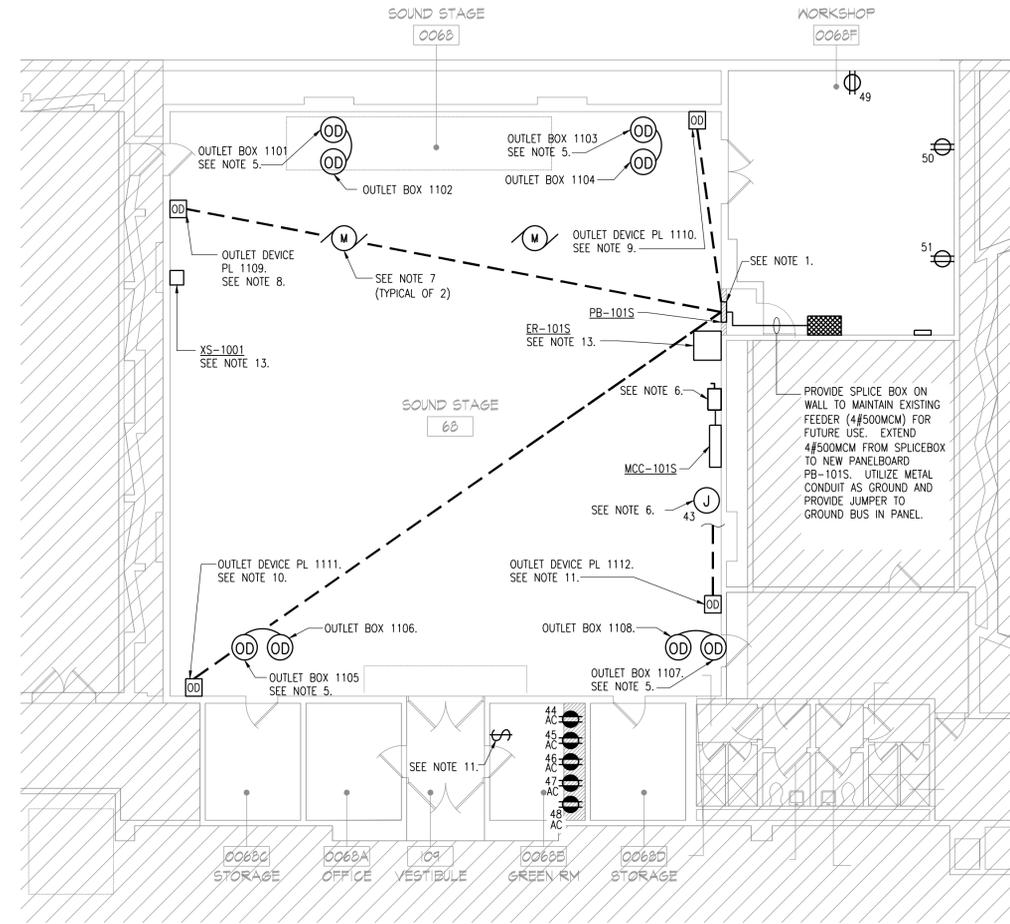 SOUND STAGE
0068
WORKSHOP
0068F
49
50
51
OUTLET BOX 1101
SEE NOTE 5.
OD
OD
OUTLET BOX 1102
OUTLET BOX 1103
SEE NOTE 5.
OD
OD
OUTLET BOX 1104
OD
OD
OUTLET DEVICE
PL 1109.
SEE NOTE 8.
M
SEE NOTE 7
(TYPICAL OF 2)
M
OUTLET DEVICE PL 1110.
SEE NOTE 9.
SEE NOTE 1.
PB-101S
ER-101S
SEE NOTE 13.
XS-1001
SEE NOTE 13.
SOUND STAGE
68
SEE NOTE 6.
MCC-101S
SEE NOTE 6.
J
43
PROVIDE SPLICE BOX ON
WALL TO MAINTAIN EXISTING
FEEDER (4#500MCM) FOR
FUTURE USE. EXTEND
4#500MCM FROM SPLICEBOX
TO NEW PANELBOARD
PB-101S. UTILIZE METAL
CONDUIT AS GROUND AND
PROVIDE JUMPER TO
GROUND BUS IN PANEL.
OUTLET DEVICE PL 1111.
SEE NOTE 10.
OUTLET DEVICE PL 1112.
SEE NOTE 11.
OD
OUTLET BOX 1106.
OD
OD
OUTLET BOX 1105
SEE NOTE 5.
OD
OUTLET BOX 1108.
OD
OD
OUTLET BOX 1107.
SEE NOTE 5.
SEE NOTE 11.
S
44
AC
45
AC
46
AC
47
AC
48
AC
0068C
STORAGE
0068A
OFFICE
109
VESTIBULE
0068B
GREEN RM
0068D
STORAGE